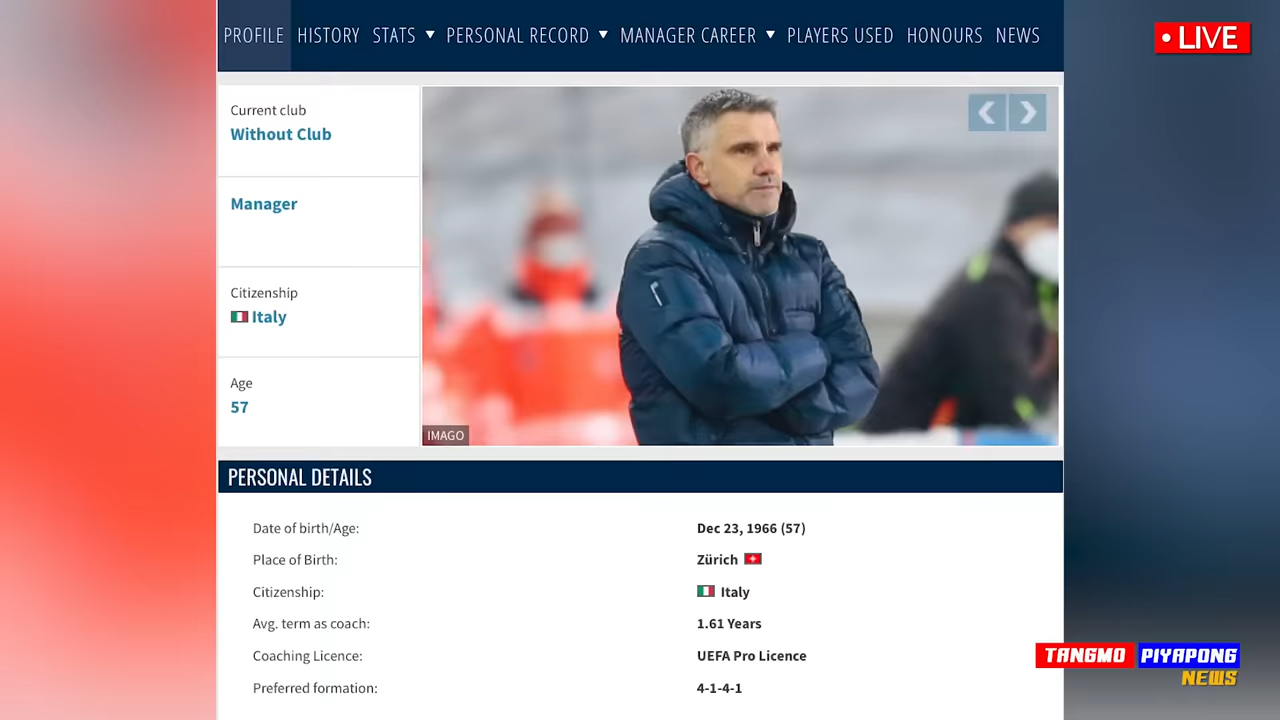 PROFILE HISTORY STATS ▼ PERSONAL RECORD ▼ MANAGER CAREER ▼ PLAYERS USED HONOURS NEWS
• LIVE
Current club
Without Club
Manager
Citizenship
Italy
Age
57
IMAGO
PERSONAL DETAILS
Date of birth/Age: Dec 23, 1966 (57)
Place of Birth: Zürich
Citizenship: Italy
Avg. term as coach: 1.61 Years
Coaching Licence: UEFA Pro Licence
Preferred formation: 4-1-4-1
TANGMO PIYAPONG
NEWS